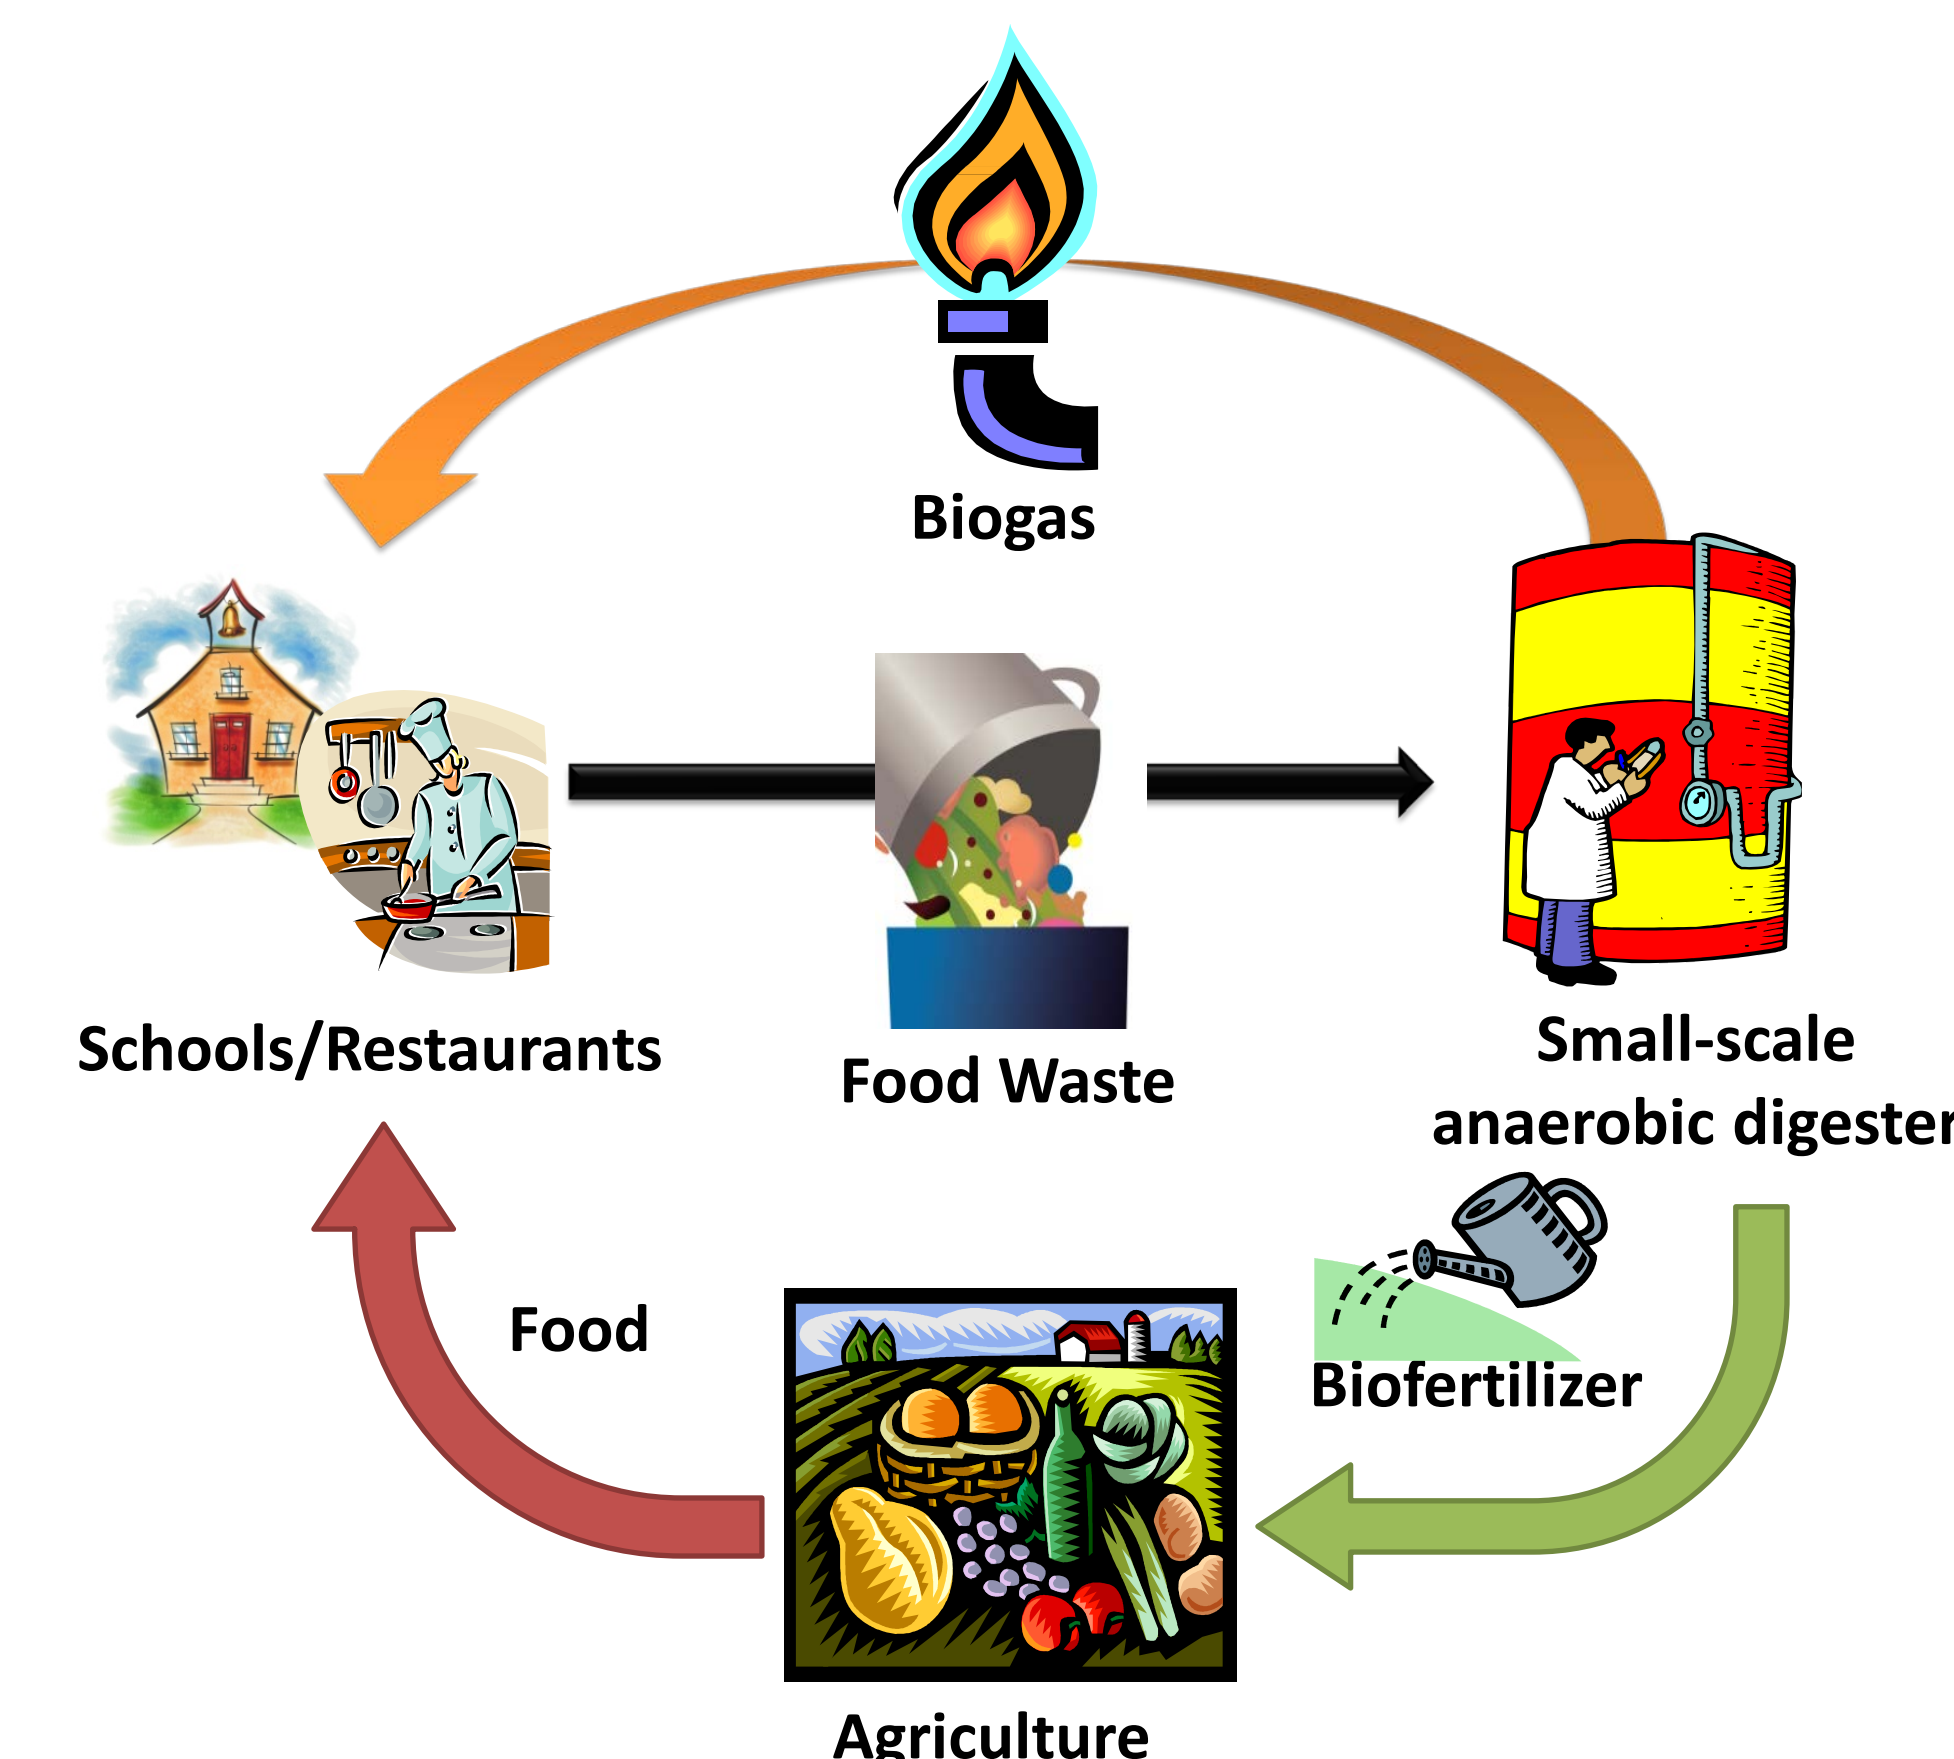 Biogas
Schools/Restaurants
Food Waste
Small-scale
anaerobic digester
Food
Biofertilizer
Agriculture